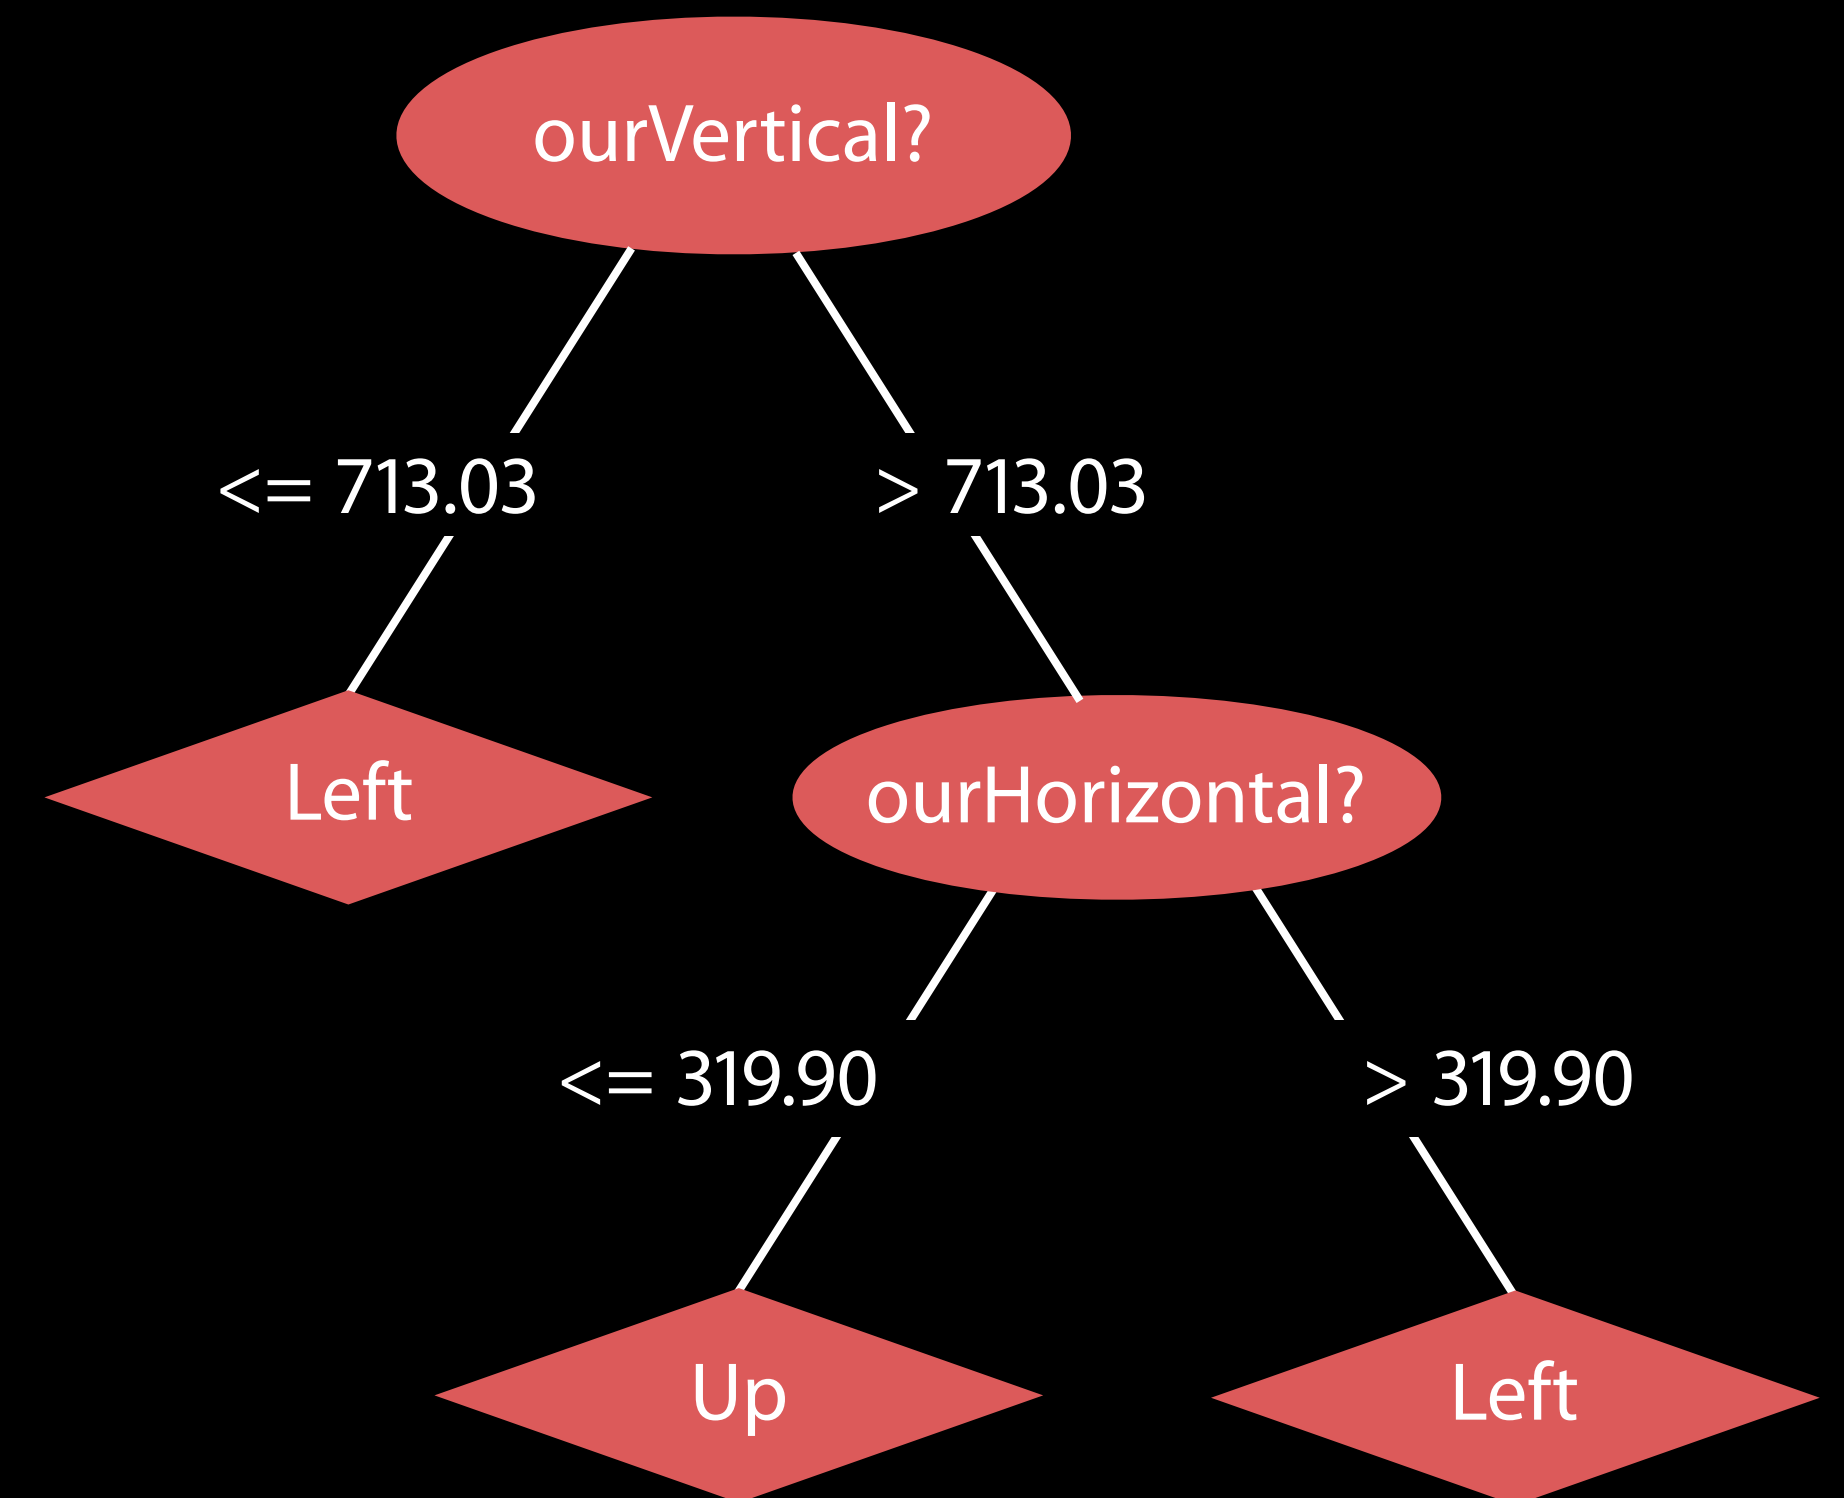 ourVertical?
<= 713.03
> 713.03
Left
ourHorizontal?
<= 319.90
> 319.90
Up
Left